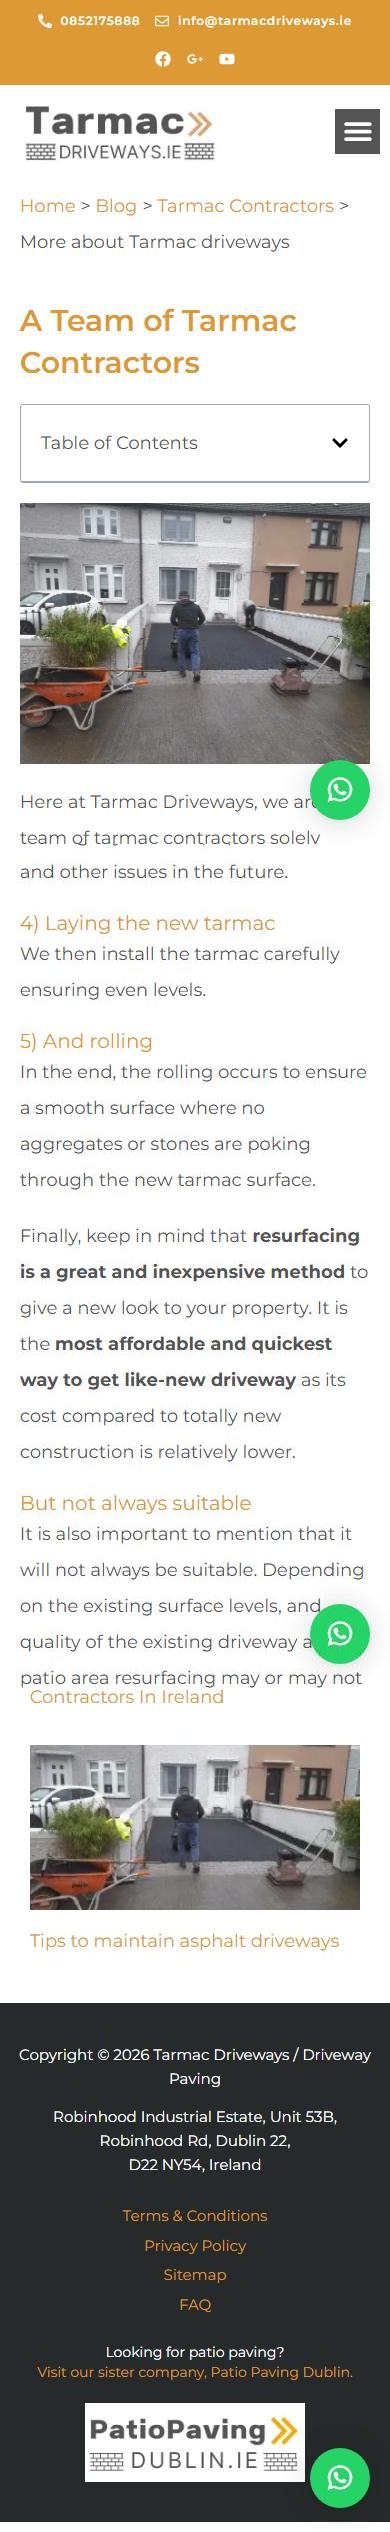 0852175888 info@tarmacdriveways.ie
Tarmac
DRIVEWAYS.IE
Home > Blog > Tarmac Contractors >
More about Tarmac driveways
A Team of Tarmac
Contractors
Table of Contents
Here at Tarmac Driveways, we are
team of tarmac contractors solely
and other issues in the future.
4) Laying the new tarmac
We then install the tarmac carefully
ensuring even levels.
5) And rolling
In the end, the rolling occurs to ensure
a smooth surface where no
aggregates or stones are poking
through the new tarmac surface.
Finally, keep in mind that resurfacing
is a great and inexpensive method to
give a new look to your property. It is
the most affordable and quickest
way to get like-new driveway as its
cost compared to totally new
construction is relatively lower.
But not always suitable
It is also important to mention that it
will not always be suitable. Depending
on the existing surface levels, and
quality of the existing driveway
patio area resurfacing may or may not
Contractors In Ireland
Tips to maintain asphalt driveways
Copyright © 2026 Tarmac Driveways / Driveway
Paving
Robinhood Industrial Estate, Unit 53B,
Robinhood Rd, Dublin 22,
D22 NY54, Ireland
Terms & Conditions
Privacy Policy
Sitemap
FAQ
Looking for patio paving?
Visit our sister company, Patio Paving Dublin.
PatioPaving
DUBLIN.IE